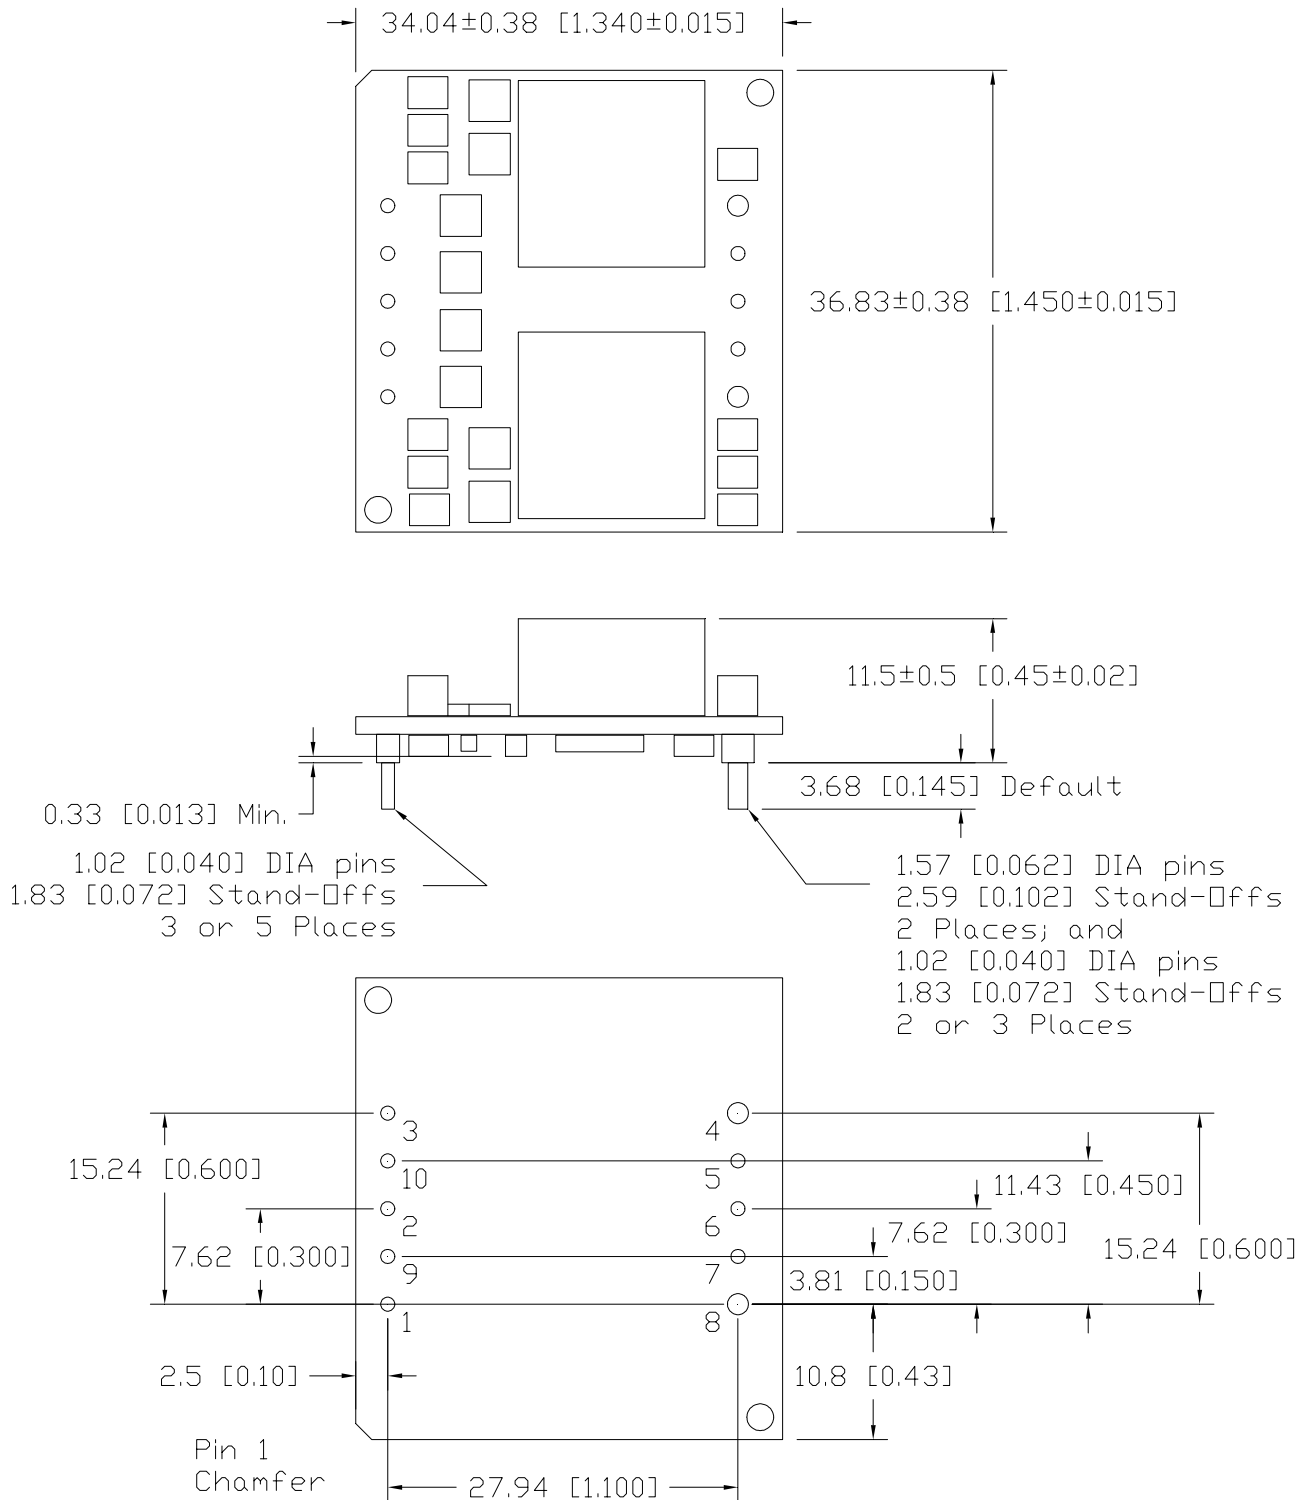 34.04±0.38 [1.340±0.015]
36.83±0.38 [1.450±0.015]
11.5±0.5 [0.45±0.02]
3.68 [0.145] Default
0.33 [0.013] Min.
1.02 [0.040] DIA pins
1.83 [0.072] Stand-Offs
3 or 5 Places
1.57 [0.062] DIA pins
2.59 [0.102] Stand-Offs
2 Places; and
1.02 [0.040] DIA pins
1.83 [0.072] Stand-Offs
2 or 3 Places
3
4
15.24 [0.600]
10
5
11.43 [0.450]
2
6
7.62 [0.300]
7.62 [0.300]
15.24 [0.600]
9
7
3.81 [0.150]
1
8
2.5 [0.10]
10.8 [0.43]
Pin 1
Chamfer
27.94 [1.100]